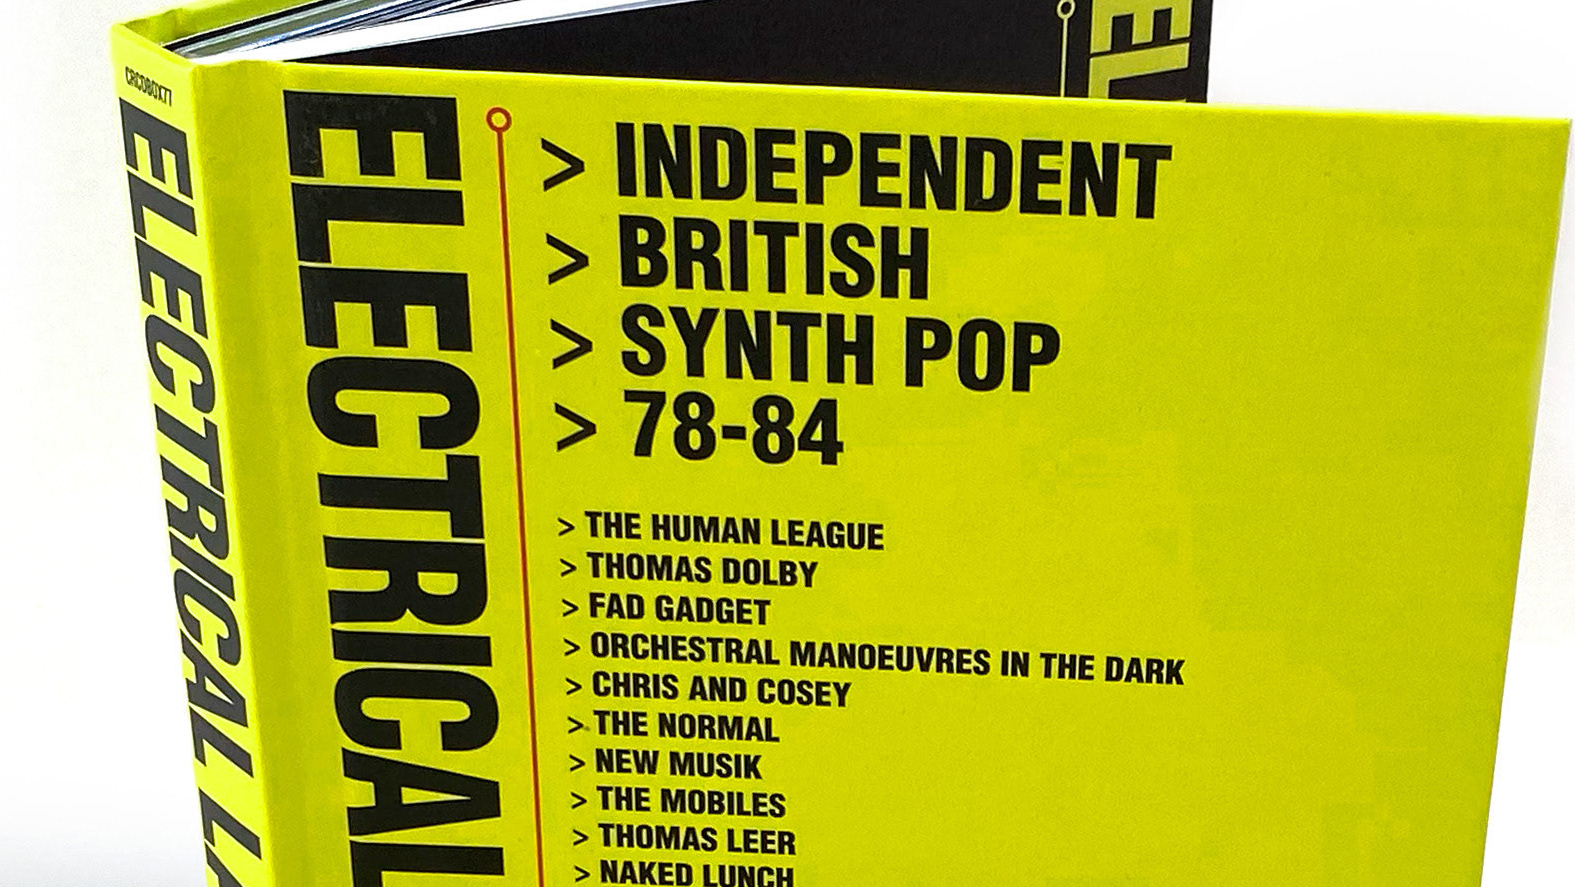 CRCDBOX77
ELECTRICAL LA
ELECTRICAL
EL
> INDEPENDENT
> BRITISH
> SYNTH POP
> 78-84
> THE HUMAN LEAGUE
> THOMAS DOLBY
> FAD GADGET
> ORCHESTRAL MANOEUVRES IN THE DARK
> CHRIS AND COSEY
> THE NORMAL
> NEW MUSIK
> THE MOBILES
> THOMAS LEER
> NAKED LUNCH